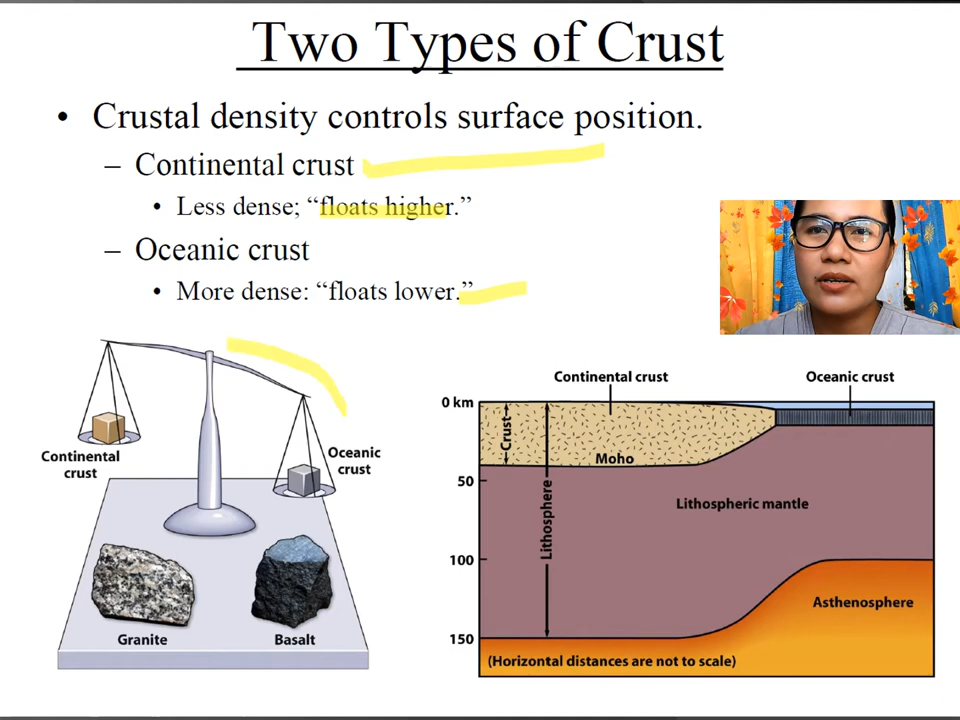 Two Types of Crust
• Crustal density controls surface position.
– Continental crust
• Less dense; “floats higher.”
– Oceanic crust
• More dense: “floats lower.”
Continental crust
Oceanic crust
Granite
Basalt
Continental crust
Oceanic crust
0 km
Crust
Moho
50
Lithosphere
Lithospheric mantle
100
Asthenosphere
150
(Horizontal distances are not to scale)